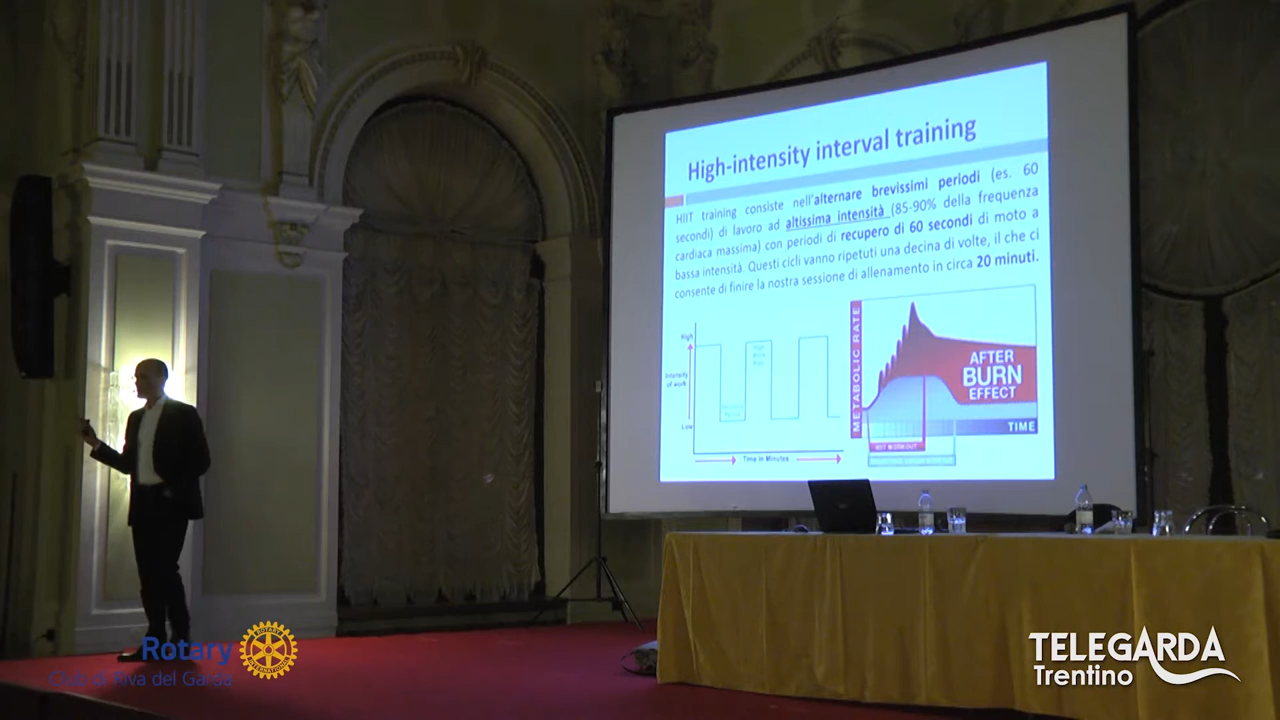 High-intensity interval training
HIIT training consiste nell'alternare brevissimi periodi (es. 60
secondi) di lavoro ad altissima intensità (85-90% della frequenza
cardiaca massima) con periodi di recupero di 60 secondi di moto a
bassa intensità. Questi cicli vanno ripetuti una decina di volte, il che ci
consente di finire la nostra sessione di allenamento in circa 20 minuti.
High
Intensity
of work
Low
Time in Minutes
METABOLIC RATE
AFTER
BURN
EFFECT
TIME
Rotary
Club di Riva del Garda
ROTARY
INTERNATIONAL
TELEGARDA
Trentino